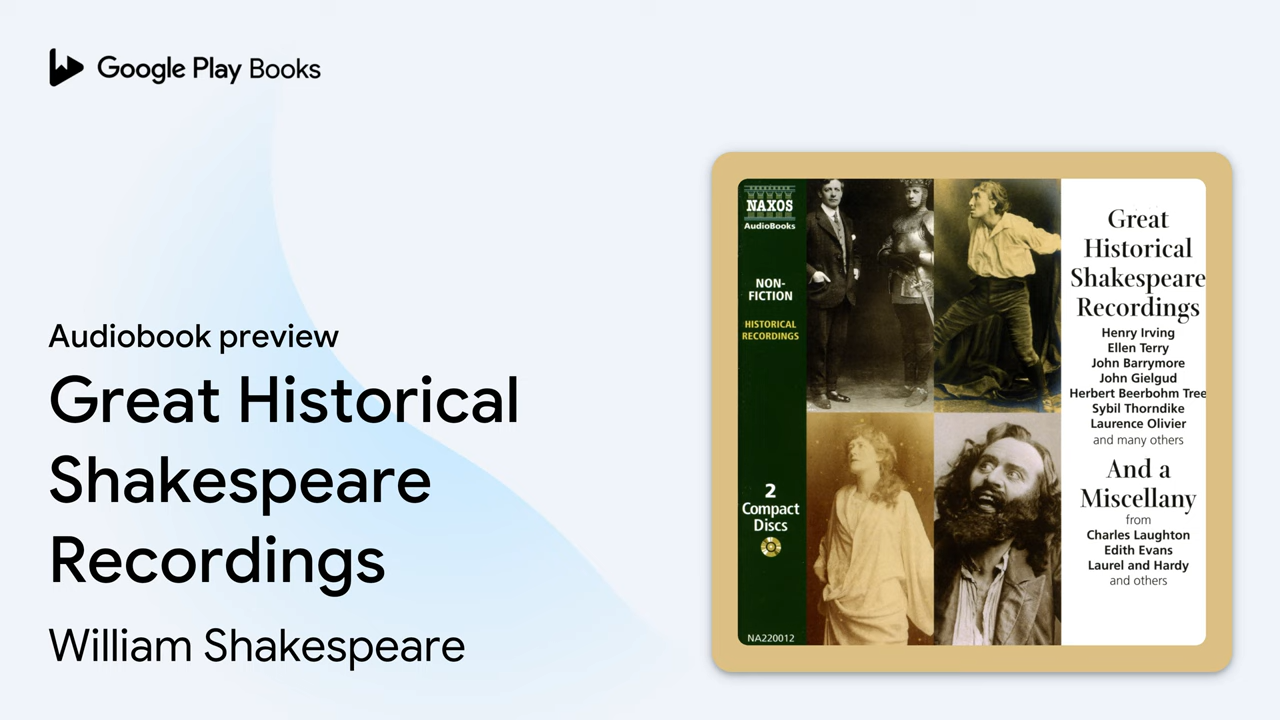 Google Play Books
Audiobook preview
Great Historical
Shakespeare
Recordings
William Shakespeare
NAXOS
AudioBooks
NON-
FICTION
HISTORICAL
RECORDINGS
2
Compact
Discs
NA220012
Great
Historical
Shakespeare
Recordings
Henry Irving
Ellen Terry
John Barrymore
John Gielgud
Herbert Beerbohm Tree
Sybil Thorndike
Laurence Olivier
and many others
And a
Miscellany
from
Charles Laughton
Edith Evans
Laurel and Hardy
and others